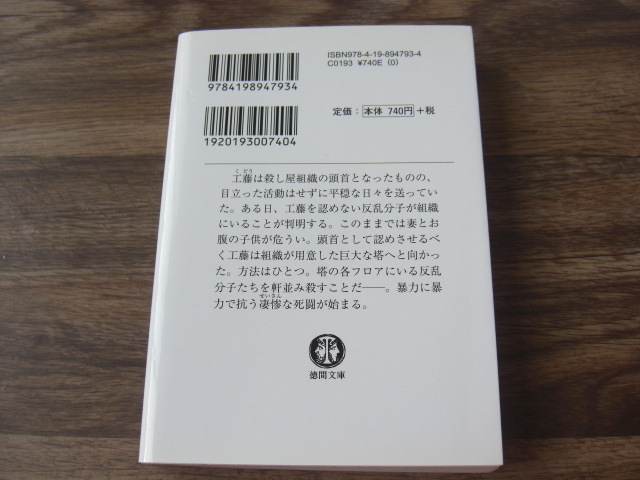 ISBN978-4-19-894793-4
C0193 ¥740E (0)
9784198947934
定価：本体 740円＋税
1920193007404
くどう
工藤は殺し屋組織の頭首となったものの、
目立った活動はせずに平穏な日々を送ってい
た。ある日、工藤を認めない反乱分子が組織
にいることが判明する。このままでは妻とお
腹の子供が危うい。頭首として認めさせるべ
く工藤は組織が用意した巨大な塔へと向かっ
た。方法はひとつ。塔の各フロアにいる反乱
分子たちを軒並み殺すことだ――。暴力に暴
せいさん
力で抗う凄惨な死闘が始まる。
徳間文庫